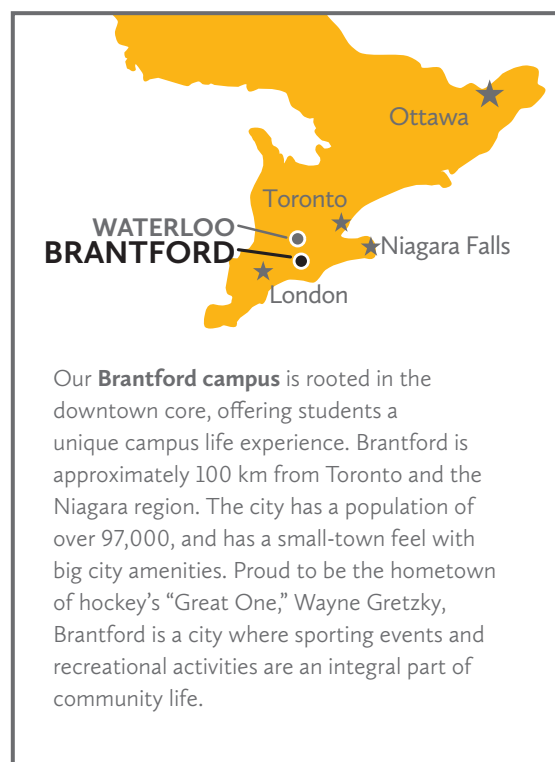 Ottawa
Toronto
WATERLOO
BRANTFORD
Niagara Falls
London
Our Brantford campus is rooted in the
downtown core, offering students a
unique campus life experience. Brantford is
approximately 100 km from Toronto and the
Niagara region. The city has a population of
over 97,000, and has a small-town feel with
big city amenities. Proud to be the hometown
of hockey’s “Great One,” Wayne Gretzky,
Brantford is a city where sporting events and
recreational activities are an integral part of
community life.